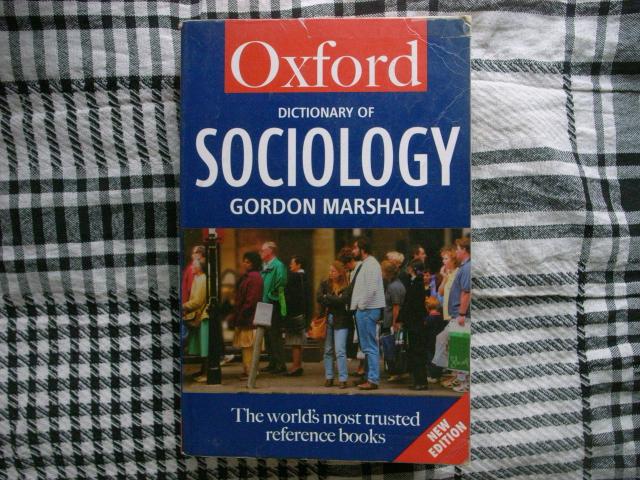 Oxford
DICTIONARY OF
SOCIOLOGY
GORDON MARSHALL
The world's most trusted
reference books
NEW
EDITION